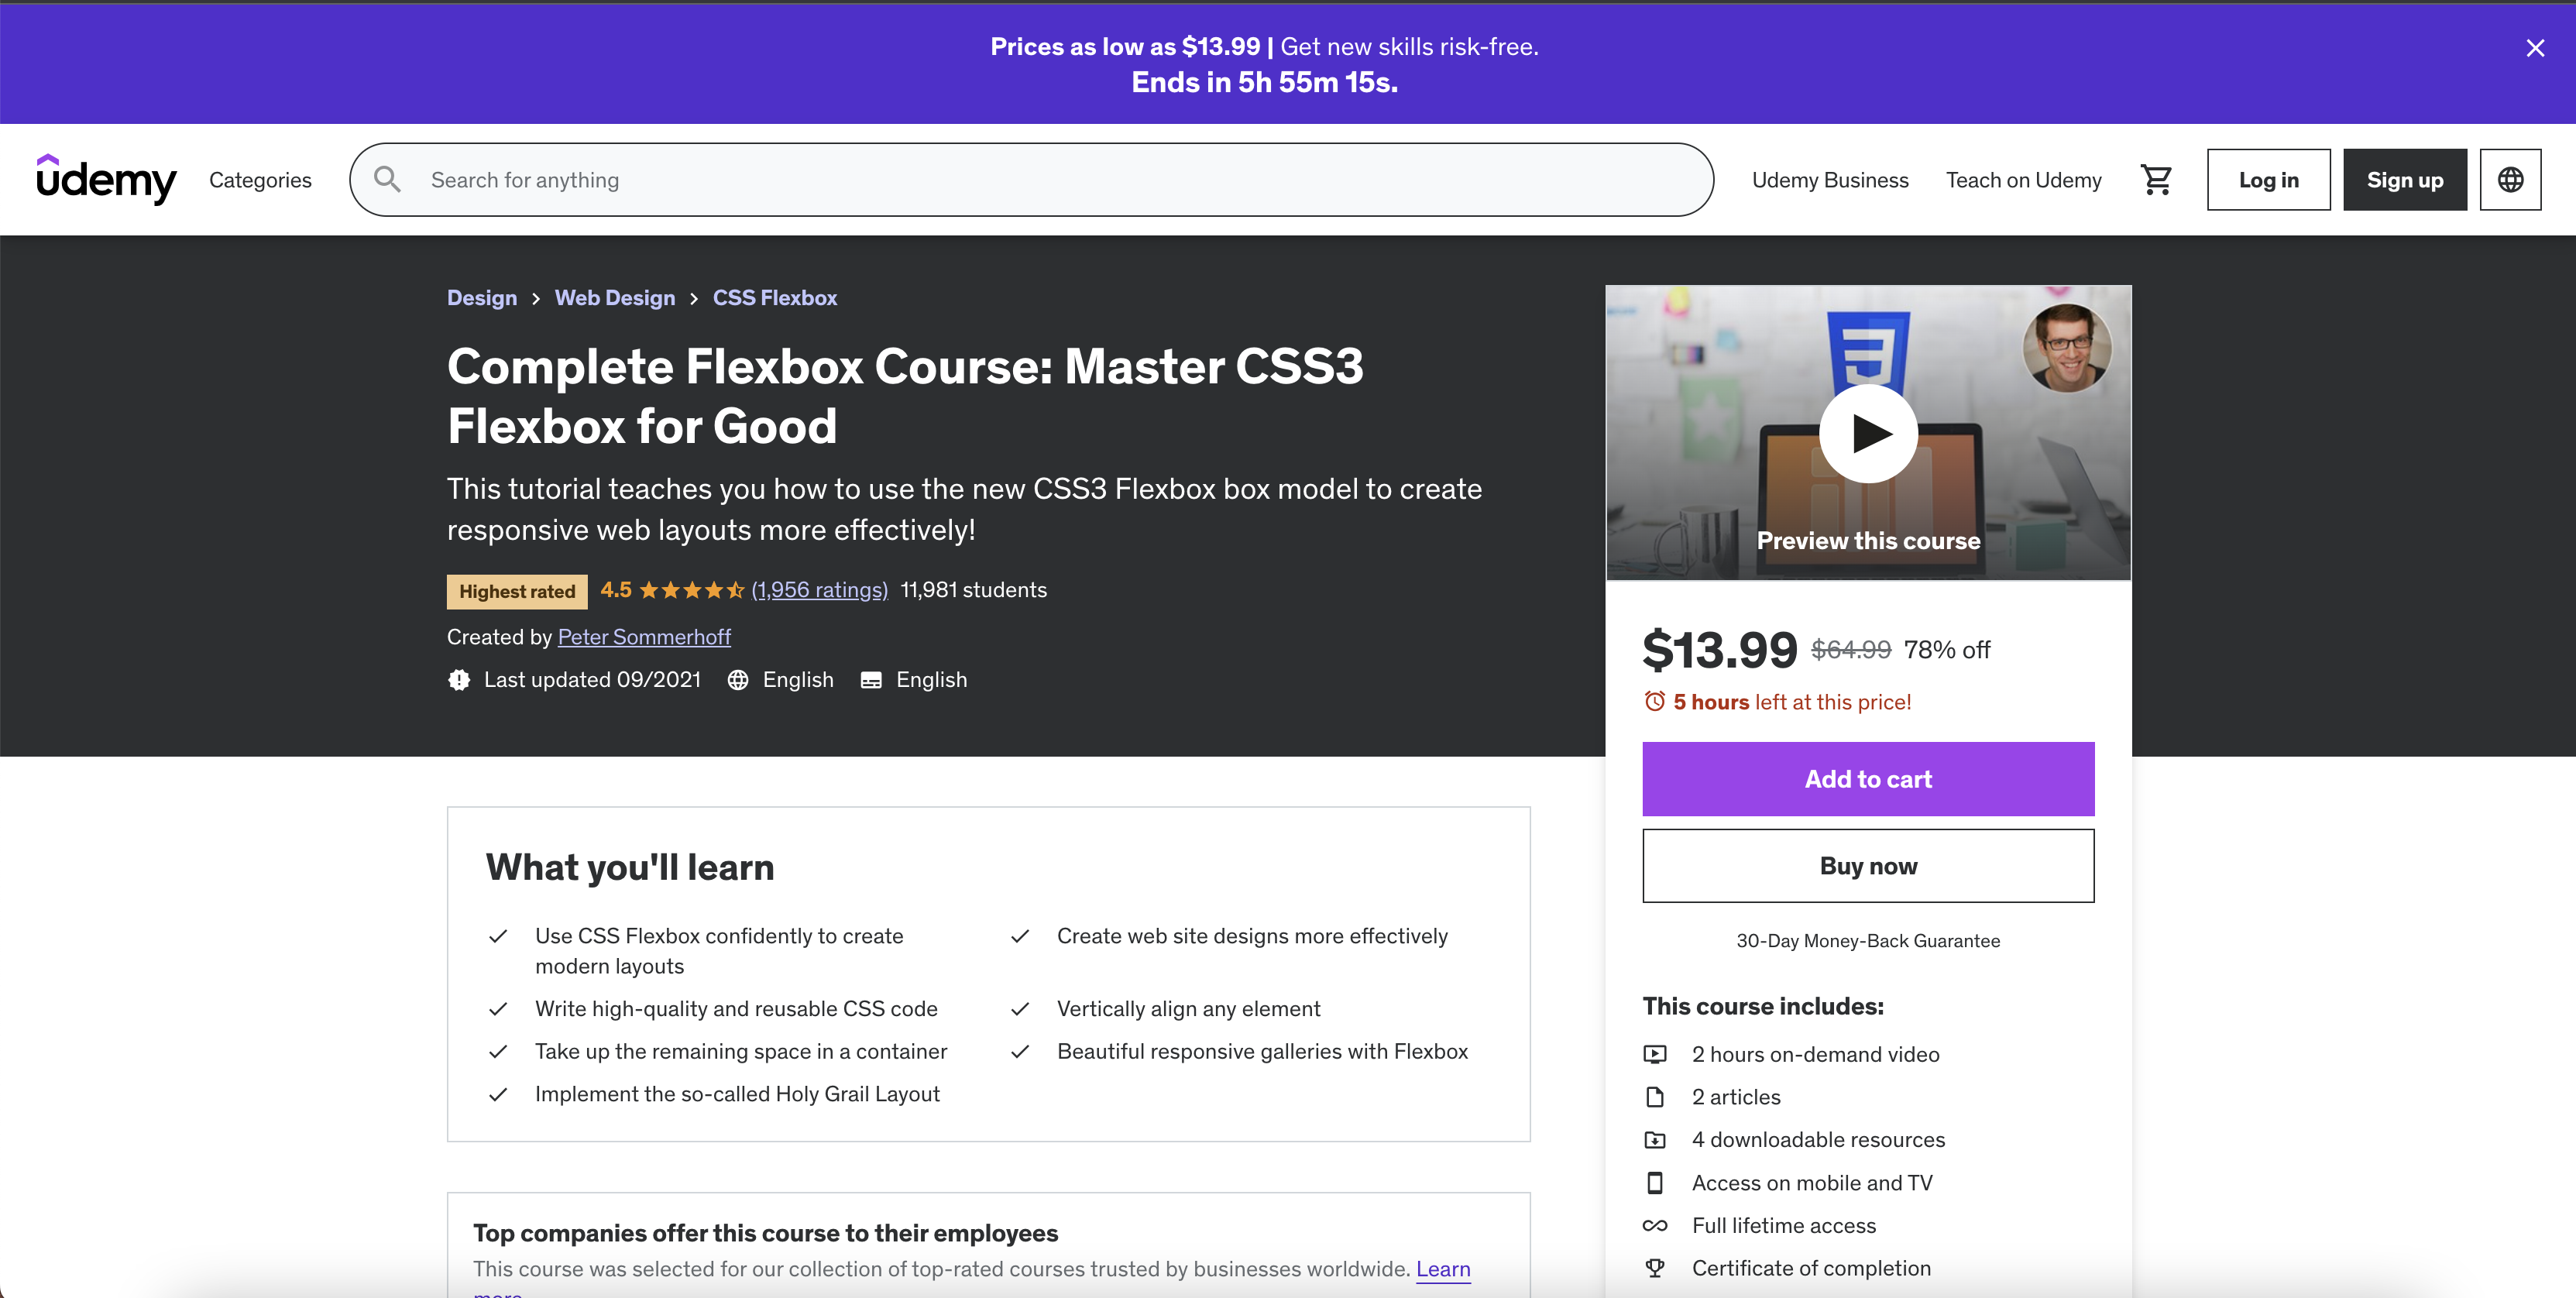 Prices as low as $13.99 | Get new skills risk-free.
Ends in 5h 55m 15s.
udemy
Categories
Search for anything
Udemy Business
Teach on Udemy
Log in
Sign up
Design > Web Design > CSS Flexbox
Complete Flexbox Course: Master CSS3
Flexbox for Good
This tutorial teaches you how to use the new CSS3 Flexbox box model to create
responsive web layouts more effectively!
Highest rated 4.5 (1,956 ratings) 11,981 students
Created by Peter Sommerhoff
Last updated 09/2021 English English
Preview this course
$13.99 $64.99 78% off
5 hours left at this price!
Add to cart
Buy now
30-Day Money-Back Guarantee
This course includes:
2 hours on-demand video
2 articles
4 downloadable resources
Access on mobile and TV
Full lifetime access
Certificate of completion
What you'll learn
Use CSS Flexbox confidently to create
modern layouts
Create web site designs more effectively
Write high-quality and reusable CSS code
Vertically align any element
Take up the remaining space in a container
Beautiful responsive galleries with Flexbox
Implement the so-called Holy Grail Layout
Top companies offer this course to their employees
This course was selected for our collection of top-rated courses trusted by businesses worldwide. Learn